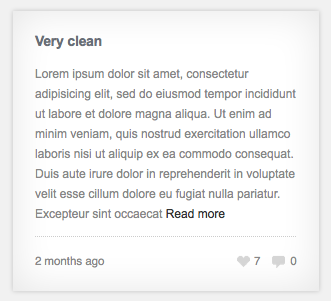 Very clean
Lorem ipsum dolor sit amet, consectetur
adipisicing elit, sed do eiusmod tempor incididunt
ut labore et dolore magna aliqua. Ut enim ad
minim veniam, quis nostrud exercitation ullamco
laboris nisi ut aliquip ex ea commodo consequat.
Duis aute irure dolor in reprehenderit in voluptate
velit esse cillum dolore eu fugiat nulla pariatur.
Excepteur sint occaecat Read more
2 months ago 7 0